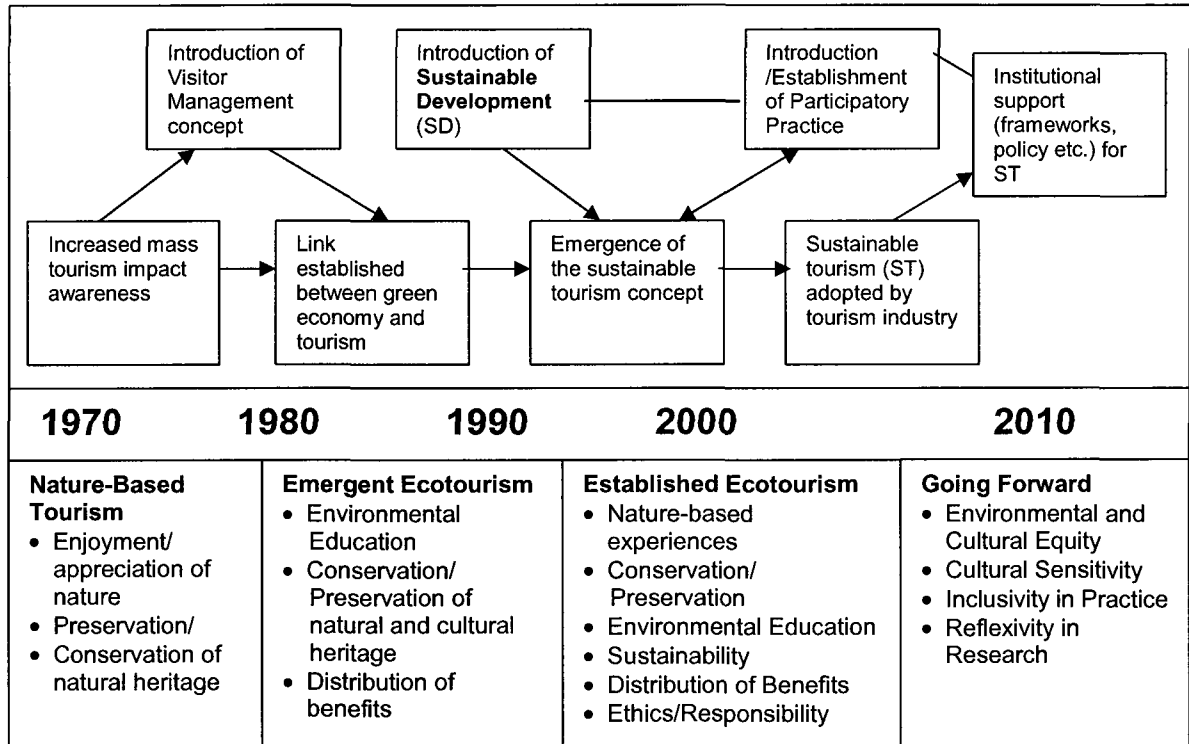 Introduction of
Visitor
Management
concept
Introduction of
Sustainable
Development
(SD)
Introduction
/Establishment
of Participatory
Practice
Institutional
support
(frameworks,
policy etc.) for
ST
Increased mass
tourism impact
awareness
Link
established
between green
economy and
tourism
Emergence of
the sustainable
tourism concept
Sustainable
tourism (ST)
adopted by
tourism industry
1970 1980 1990 2000 2010
Nature-Based
Tourism
• Enjoyment/
appreciation of
nature
• Preservation/
Conservation of
natural heritage
Emergent Ecotourism
• Environmental
Education
• Conservation/
Preservation of
natural and cultural
heritage
• Distribution of
benefits
Established Ecotourism
• Nature-based
experiences
• Conservation/
Preservation
• Environmental Education
• Sustainability
• Distribution of Benefits
• Ethics/Responsibility
Going Forward
• Environmental and
Cultural Equity
• Cultural Sensitivity
• Inclusivity in Practice
• Reflexivity in
Research